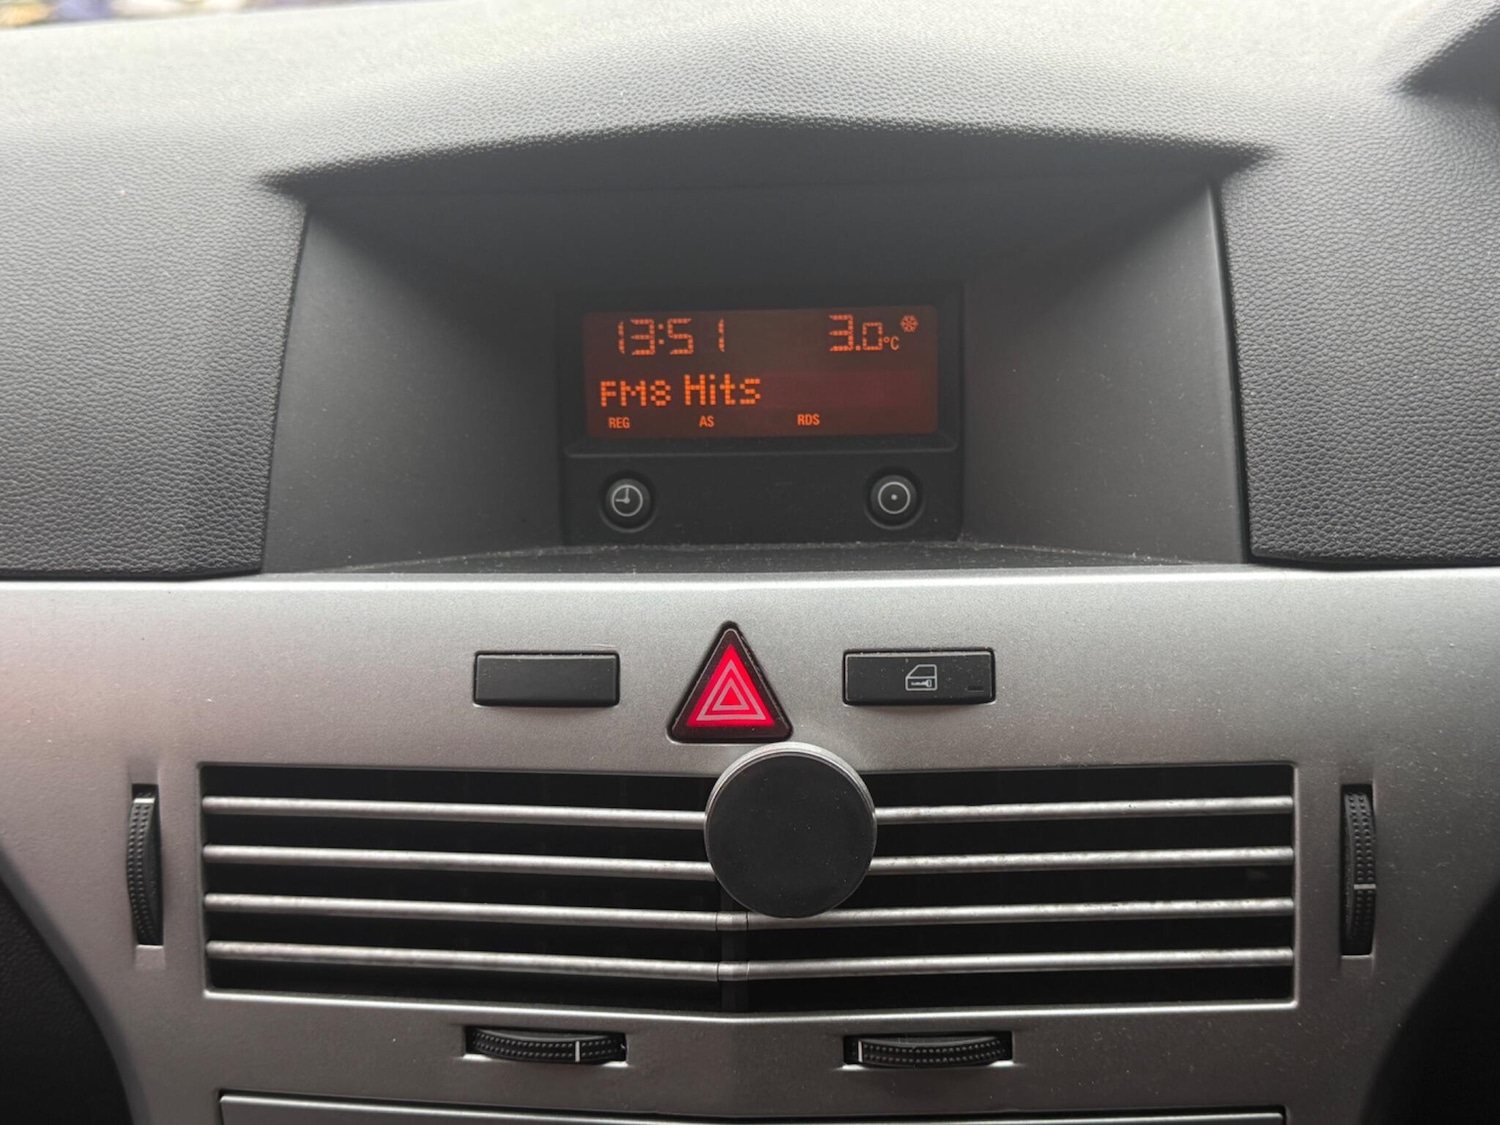 13:51 3.0°C
FM8 Hits
REG AS RDS